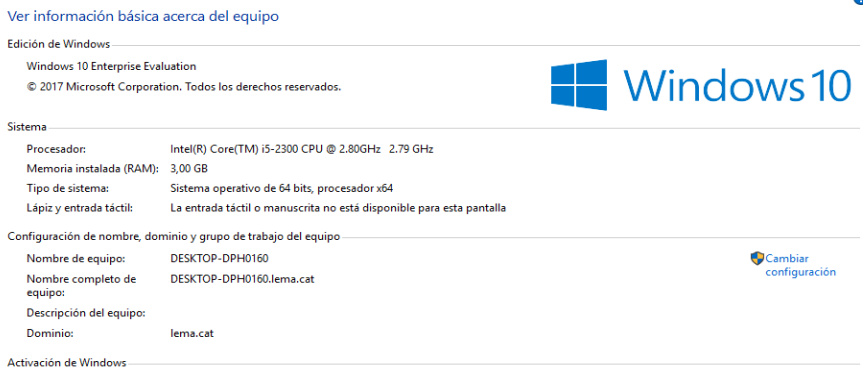 Ver información básica acerca del equipo
Edición de Windows
Windows 10 Enterprise Evaluation
© 2017 Microsoft Corporation. Todos los derechos reservados.
Windows 10
Sistema
Procesador: Intel(R) Core(TM) i5-2300 CPU @ 2.80GHz 2.79 GHz
Memoria instalada (RAM): 3,00 GB
Tipo de sistema: Sistema operativo de 64 bits, procesador x64
Lápiz y entrada táctil: La entrada táctil o manuscrita no está disponible para esta pantalla
Configuración de nombre, dominio y grupo de trabajo del equipo
Nombre de equipo: DESKTOP-DPH0160
Cambiar
configuración
Nombre completo de DESKTOP-DPH0160.lema.cat
equipo:
Descripción del equipo:
Dominio: lema.cat
Activación de Windows